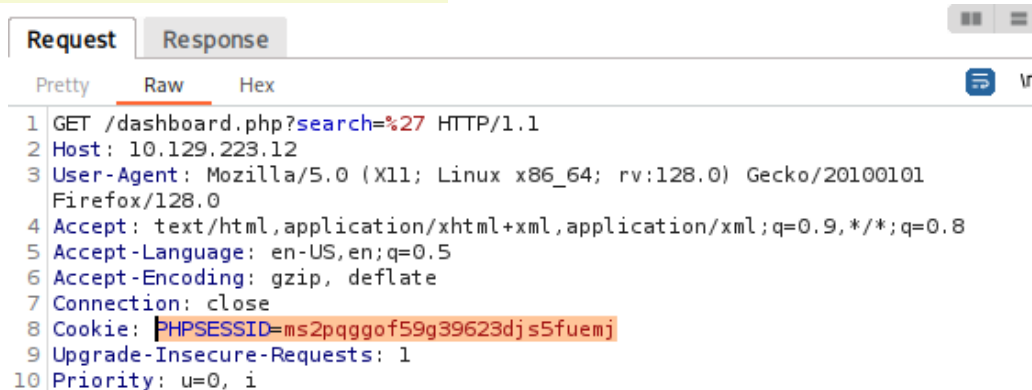 Request Response
Pretty Raw Hex
1 GET /dashboard.php?search=%27 HTTP/1.1
2 Host: 10.129.223.12
3 User-Agent: Mozilla/5.0 (X11; Linux x86_64; rv:128.0) Gecko/20100101
Firefox/128.0
4 Accept: text/html,application/xhtml+xml,application/xml;q=0.9,*/*;q=0.8
5 Accept-Language: en-US,en;q=0.5
6 Accept-Encoding: gzip, deflate
7 Connection: close
8 Cookie: PHPSESSID=ms2pqggof59g39623djs5fuemj
9 Upgrade-Insecure-Requests: 1
10 Priority: u=0, i